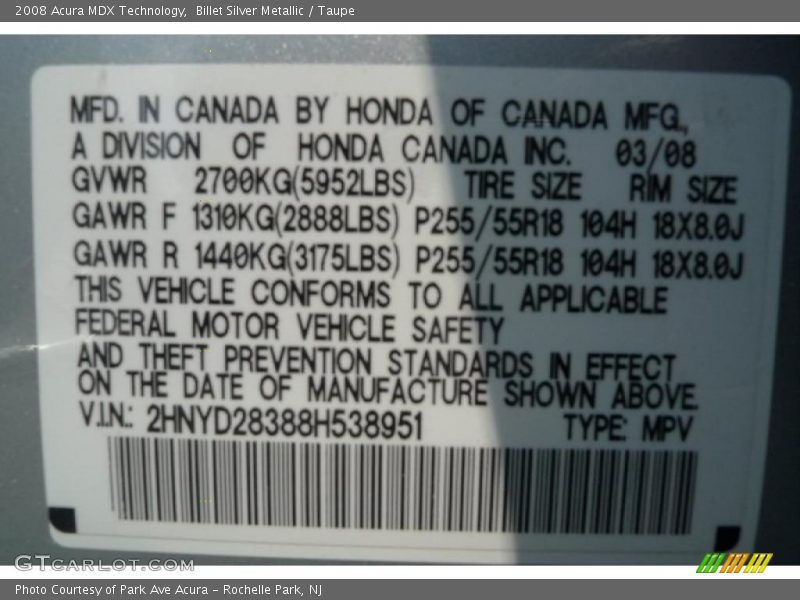 2008 Acura MDX Technology,  Billet Silver Metallic / Taupe
MFD. IN CANADA BY HONDA OF CANADA MFG.,
A DIVISION OF HONDA CANADA INC. 03/08
GVWR 2700KG(5952LBS) TIRE SIZE RIM SIZE
GAWR F 1310KG(2888LBS) P255/55R18 104H 18X8.0J
GAWR R 1440KG(3175LBS) P255/55R18 104H 18X8.0J
THIS VEHICLE CONFORMS TO ALL APPLICABLE
FEDERAL MOTOR VEHICLE SAFETY
AND THEFT PREVENTION STANDARDS IN EFFECT
ON THE DATE OF MANUFACTURE SHOWN ABOVE.
V.I.N.: 2HNYD28388H538951 TYPE: MPV
GTCARLOT.COM
Photo Courtesy of Park Ave Acura - Rochelle Park, NJ